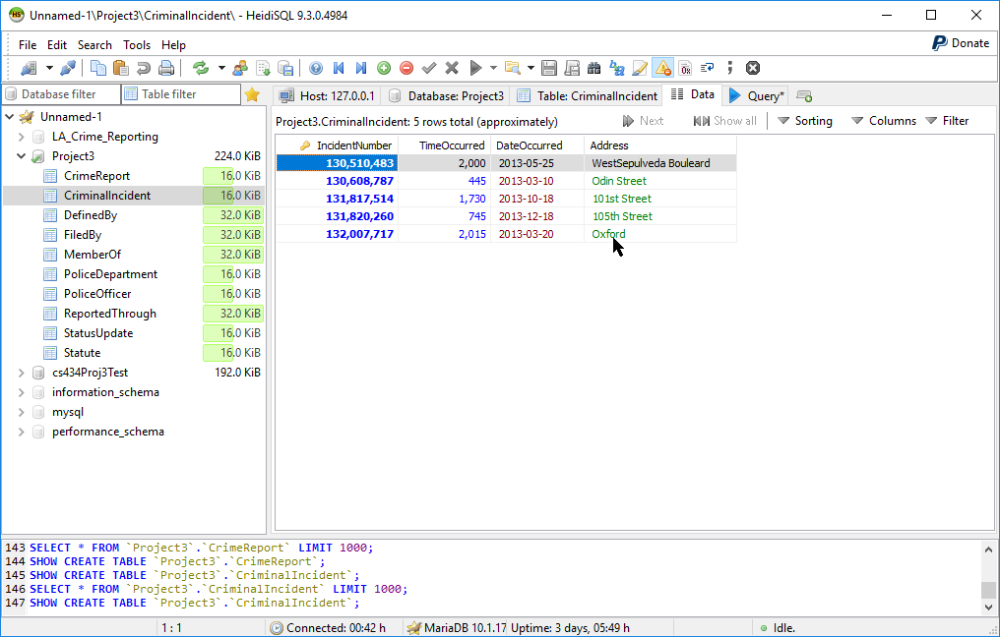 Unnamed-1\Project3\CriminalIncident\ - HeidiSQL 9.3.0.4984
File Edit Search Tools Help
Donate
Database filter Table filter
Host: 127.0.0.1 Database: Project3 Table: CriminalIncident Data Query*
Unnamed-1
LA_Crime_Reporting
Project3 224.0 KiB
CrimeReport 16.0 KiB
CriminalIncident 16.0 KiB
DefinedBy 32.0 KiB
FiledBy 32.0 KiB
MemberOf 32.0 KiB
PoliceDepartment 16.0 KiB
PoliceOfficer 16.0 KiB
ReportedThrough 32.0 KiB
StatusUpdate 16.0 KiB
Statute 16.0 KiB
cs434Proj3Test 192.0 KiB
information_schema
mysql
performance_schema
Project3.CriminalIncident: 5 rows total (approximately) Next Show all Sorting Columns Filter
IncidentNumber TimeOccurred DateOccurred Address
130,510,483 2,000 2013-05-25 WestSepulveda Bouleard
130,608,787 445 2013-03-10 Odin Street
131,817,514 1,730 2013-10-18 101st Street
131,820,260 745 2013-12-18 105th Street
132,007,717 2,015 2013-03-20 Oxford
143 SELECT * FROM `Project3`.`CrimeReport` LIMIT 1000;
144 SHOW CREATE TABLE `Project3`.`CrimeReport`;
145 SHOW CREATE TABLE `Project3`.`CriminalIncident`;
146 SELECT * FROM `Project3`.`CriminalIncident` LIMIT 1000;
147 SHOW CREATE TABLE `Project3`.`CriminalIncident`;
1 : 1 Connected: 00:42 h MariaDB 10.1.17 Uptime: 3 days, 05:49 h Idle.